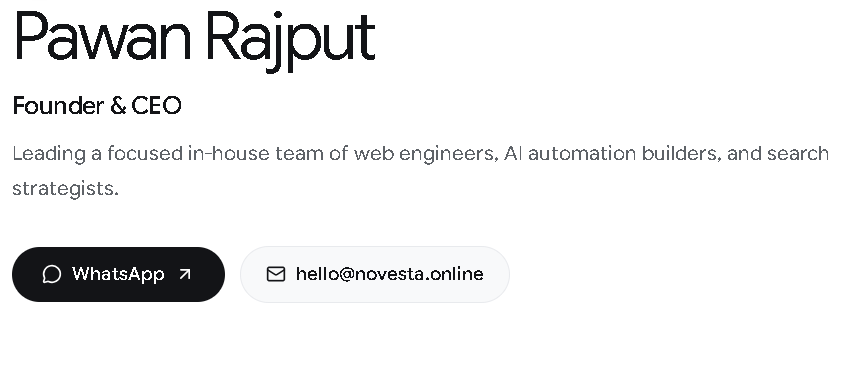 Pawan Rajput
Founder & CEO
Leading a focused in-house team of web engineers, AI automation builders, and search
strategists.
WhatsApp
hello@novesta.online